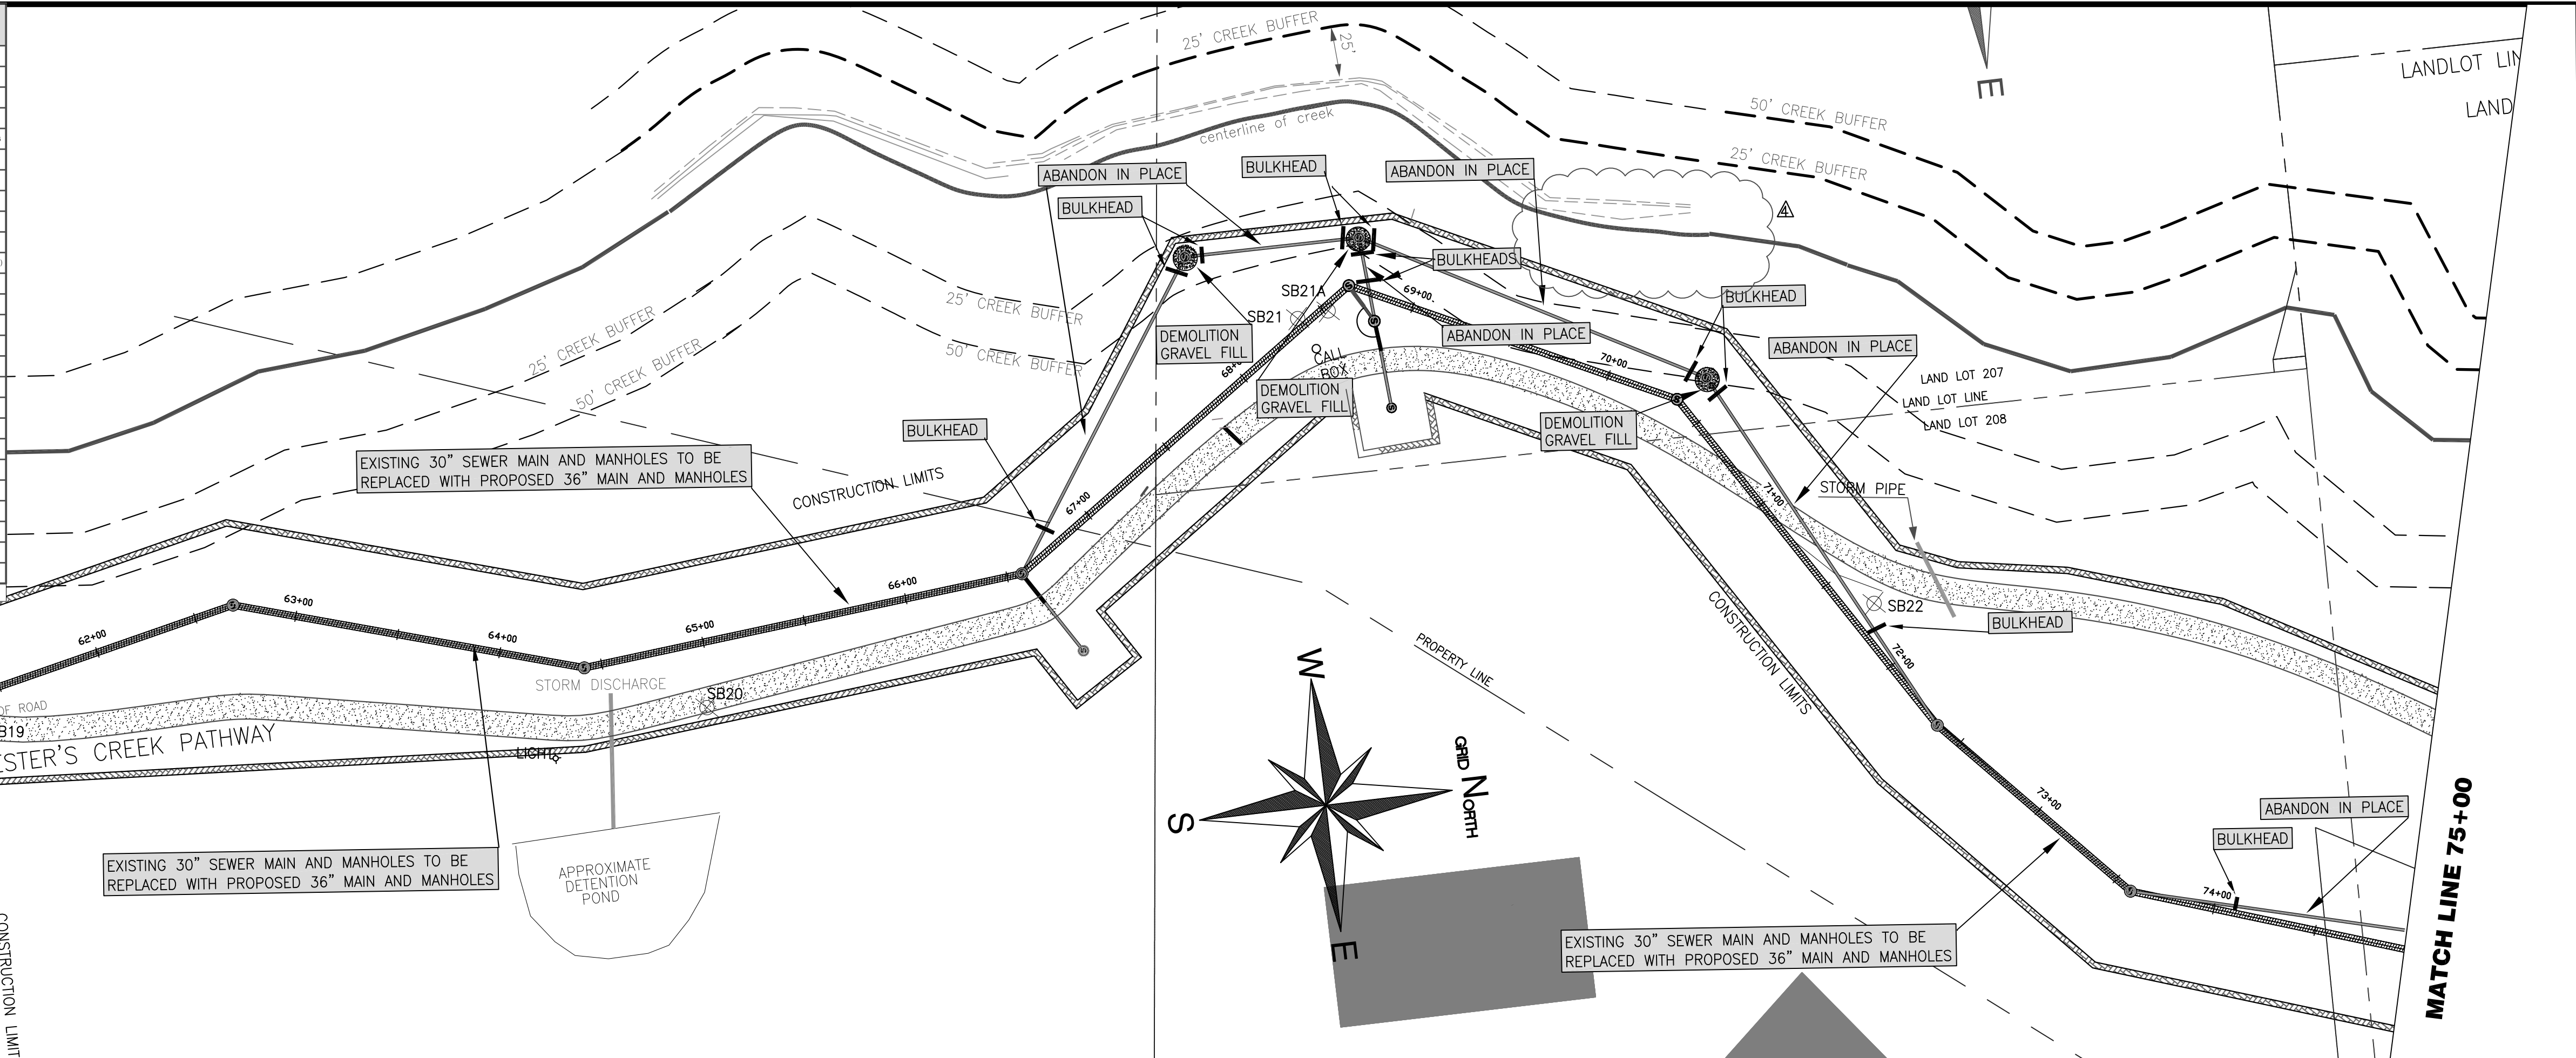 25' CREEK BUFFER
25'
E
LANDLOT LIN
LAND
centerline of creek
50' CREEK BUFFER
25' CREEK BUFFER
4
ABANDON IN PLACE
BULKHEAD
BULKHEAD
ABANDON IN PLACE
BULKHEADS
BULKHEAD
SB21A
SB21
69+00
25' CREEK BUFFER
50' CREEK BUFFER
25' CREEK BUFFER
50' CREEK BUFFER
DEMOLITION
GRAVEL FILL
ABANDON IN PLACE
ABANDON IN PLACE
CALL
BOX
68+
70+00
LAND LOT 207
LAND LOT LINE
LAND LOT 208
DEMOLITION
GRAVEL FILL
DEMOLITION
GRAVEL FILL
BULKHEAD
EXISTING 30" SEWER MAIN AND MANHOLES TO BE
REPLACED WITH PROPOSED 36" MAIN AND MANHOLES
CONSTRUCTION LIMITS
67+00
71+00
STORM PIPE
66+00
63+00
62+00
64+00
65+00
SB22
BULKHEAD
72+00
CONSTRUCTION LIMITS
PROPERTY LINE
STORM DISCHARGE
SB20
OF ROAD
B19
ESTER'S CREEK PATHWAY
LIGHT
W
S
GRID NORTH
E
73+00
MATCH LINE 75+00
ABANDON IN PLACE
BULKHEAD
74+00
APPROXIMATE
DETENTION
POND
EXISTING 30" SEWER MAIN AND MANHOLES TO BE
REPLACED WITH PROPOSED 36" MAIN AND MANHOLES
EXISTING 30" SEWER MAIN AND MANHOLES TO BE
REPLACED WITH PROPOSED 36" MAIN AND MANHOLES
CONSTRUCTION LIMIT